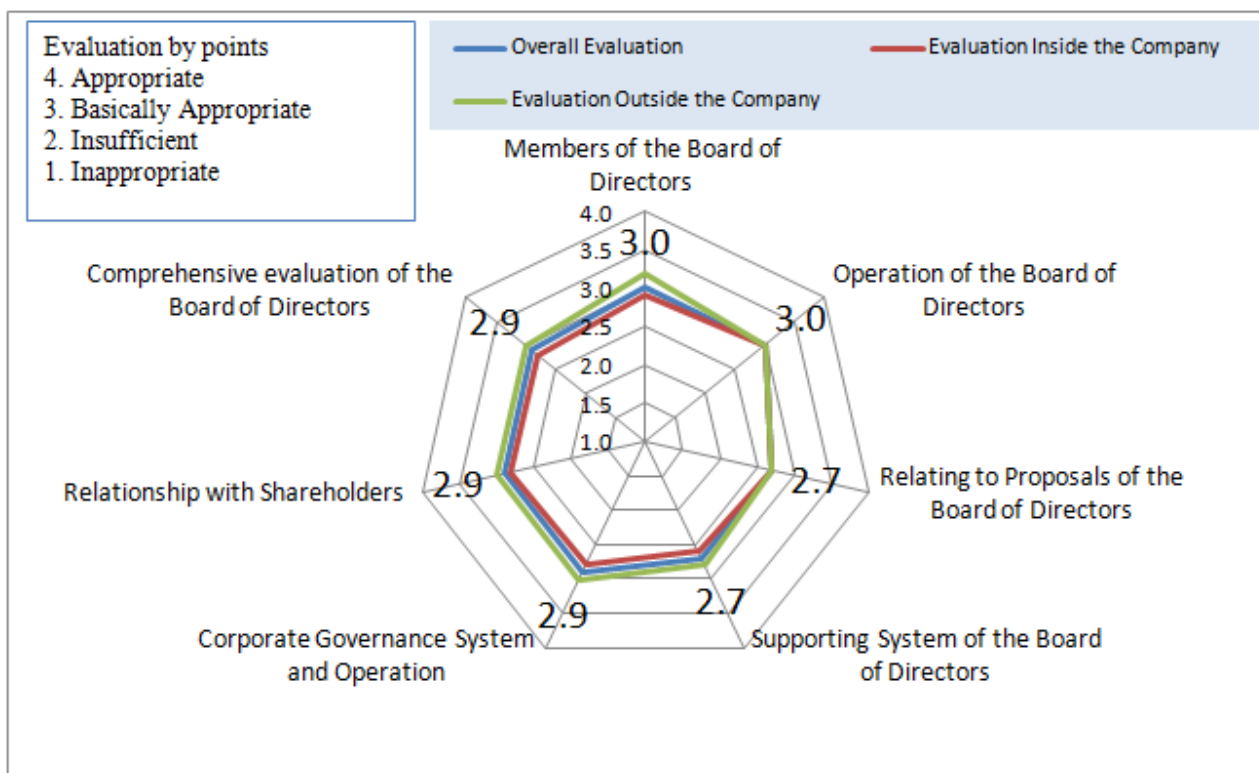 Evaluation by points
4. Appropriate
3. Basically Appropriate
2. Insufficient
1. Inappropriate
Overall Evaluation
Evaluation Inside the Company
Evaluation Outside the Company
Members of the Board of
Directors
4.0
3.5
3.0
2.5
2.0
1.5
1.0
3.0
Operation of the Board of
Directors
3.0
Relating to Proposals of the
Board of Directors
2.7
Supporting System of the Board
of Directors
2.7
Corporate Governance System
and Operation
2.9
Relationship with Shareholders
2.9
Comprehensive evaluation of the
Board of Directors
2.9